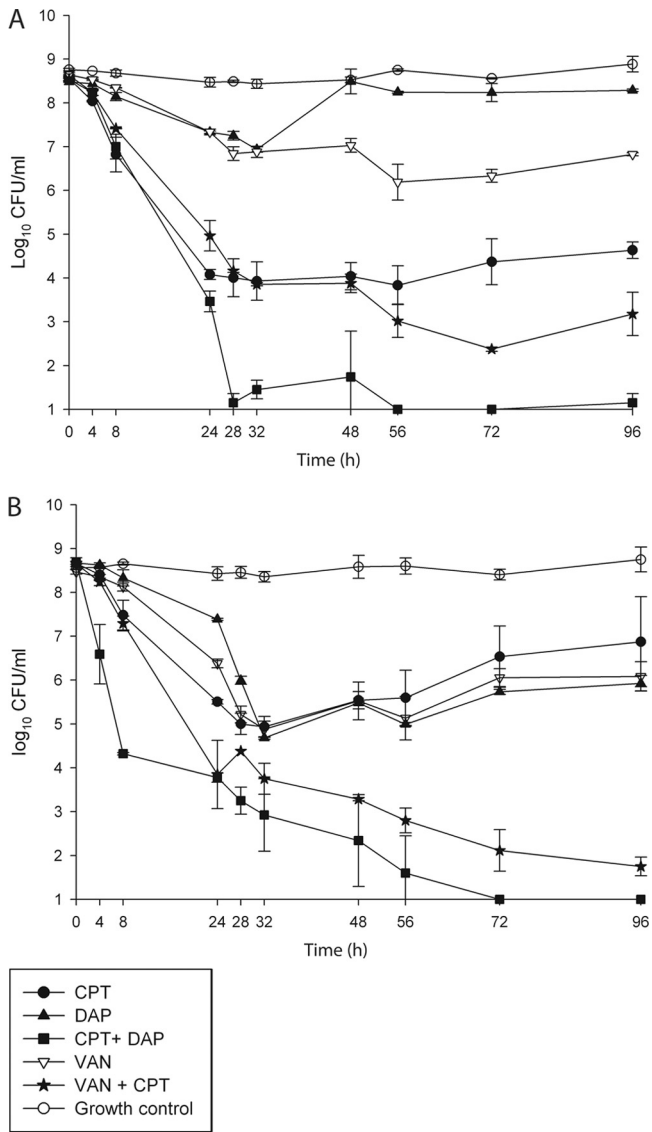 A
10
9
8
7
6
5
4
3
2
1
Log10 CFU/ml
0 4 8 24 28 32 48 56 72 96
Time (h)
B
10
9
8
7
6
5
4
3
2
1
log10 CFU/ml
0 4 8 24 28 32 48 56 72 96
Time (h)
CPT
DAP
CPT+ DAP
VAN
VAN + CPT
Growth control